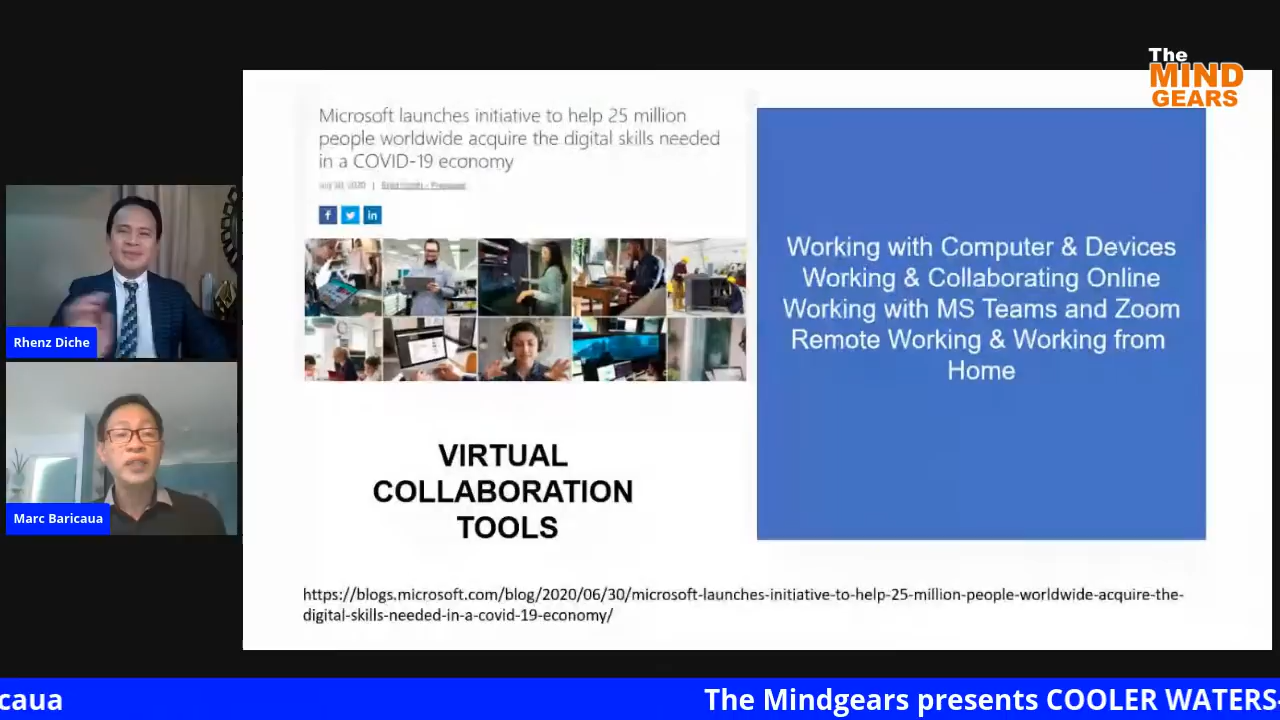 The
MIND
GEARS
Microsoft launches initiative to help 25 million
people worldwide acquire the digital skills needed
in a COVID-19 economy
2020 |
f
in
Working with Computer & Devices
Working & Collaborating Online
Working with MS Teams and Zoom
Remote Working & Working from
Home
Rhenz Diche
Marc Baricaua
VIRTUAL
COLLABORATION
TOOLS
https://blogs.microsoft.com/blog/2020/06/30/microsoft-launches-initiative-to-help-25-million-people-worldwide-acquire-the-
digital-skills-needed-in-a-covid-19-economy/
caua
The Mindgears presents COOLER WATERS